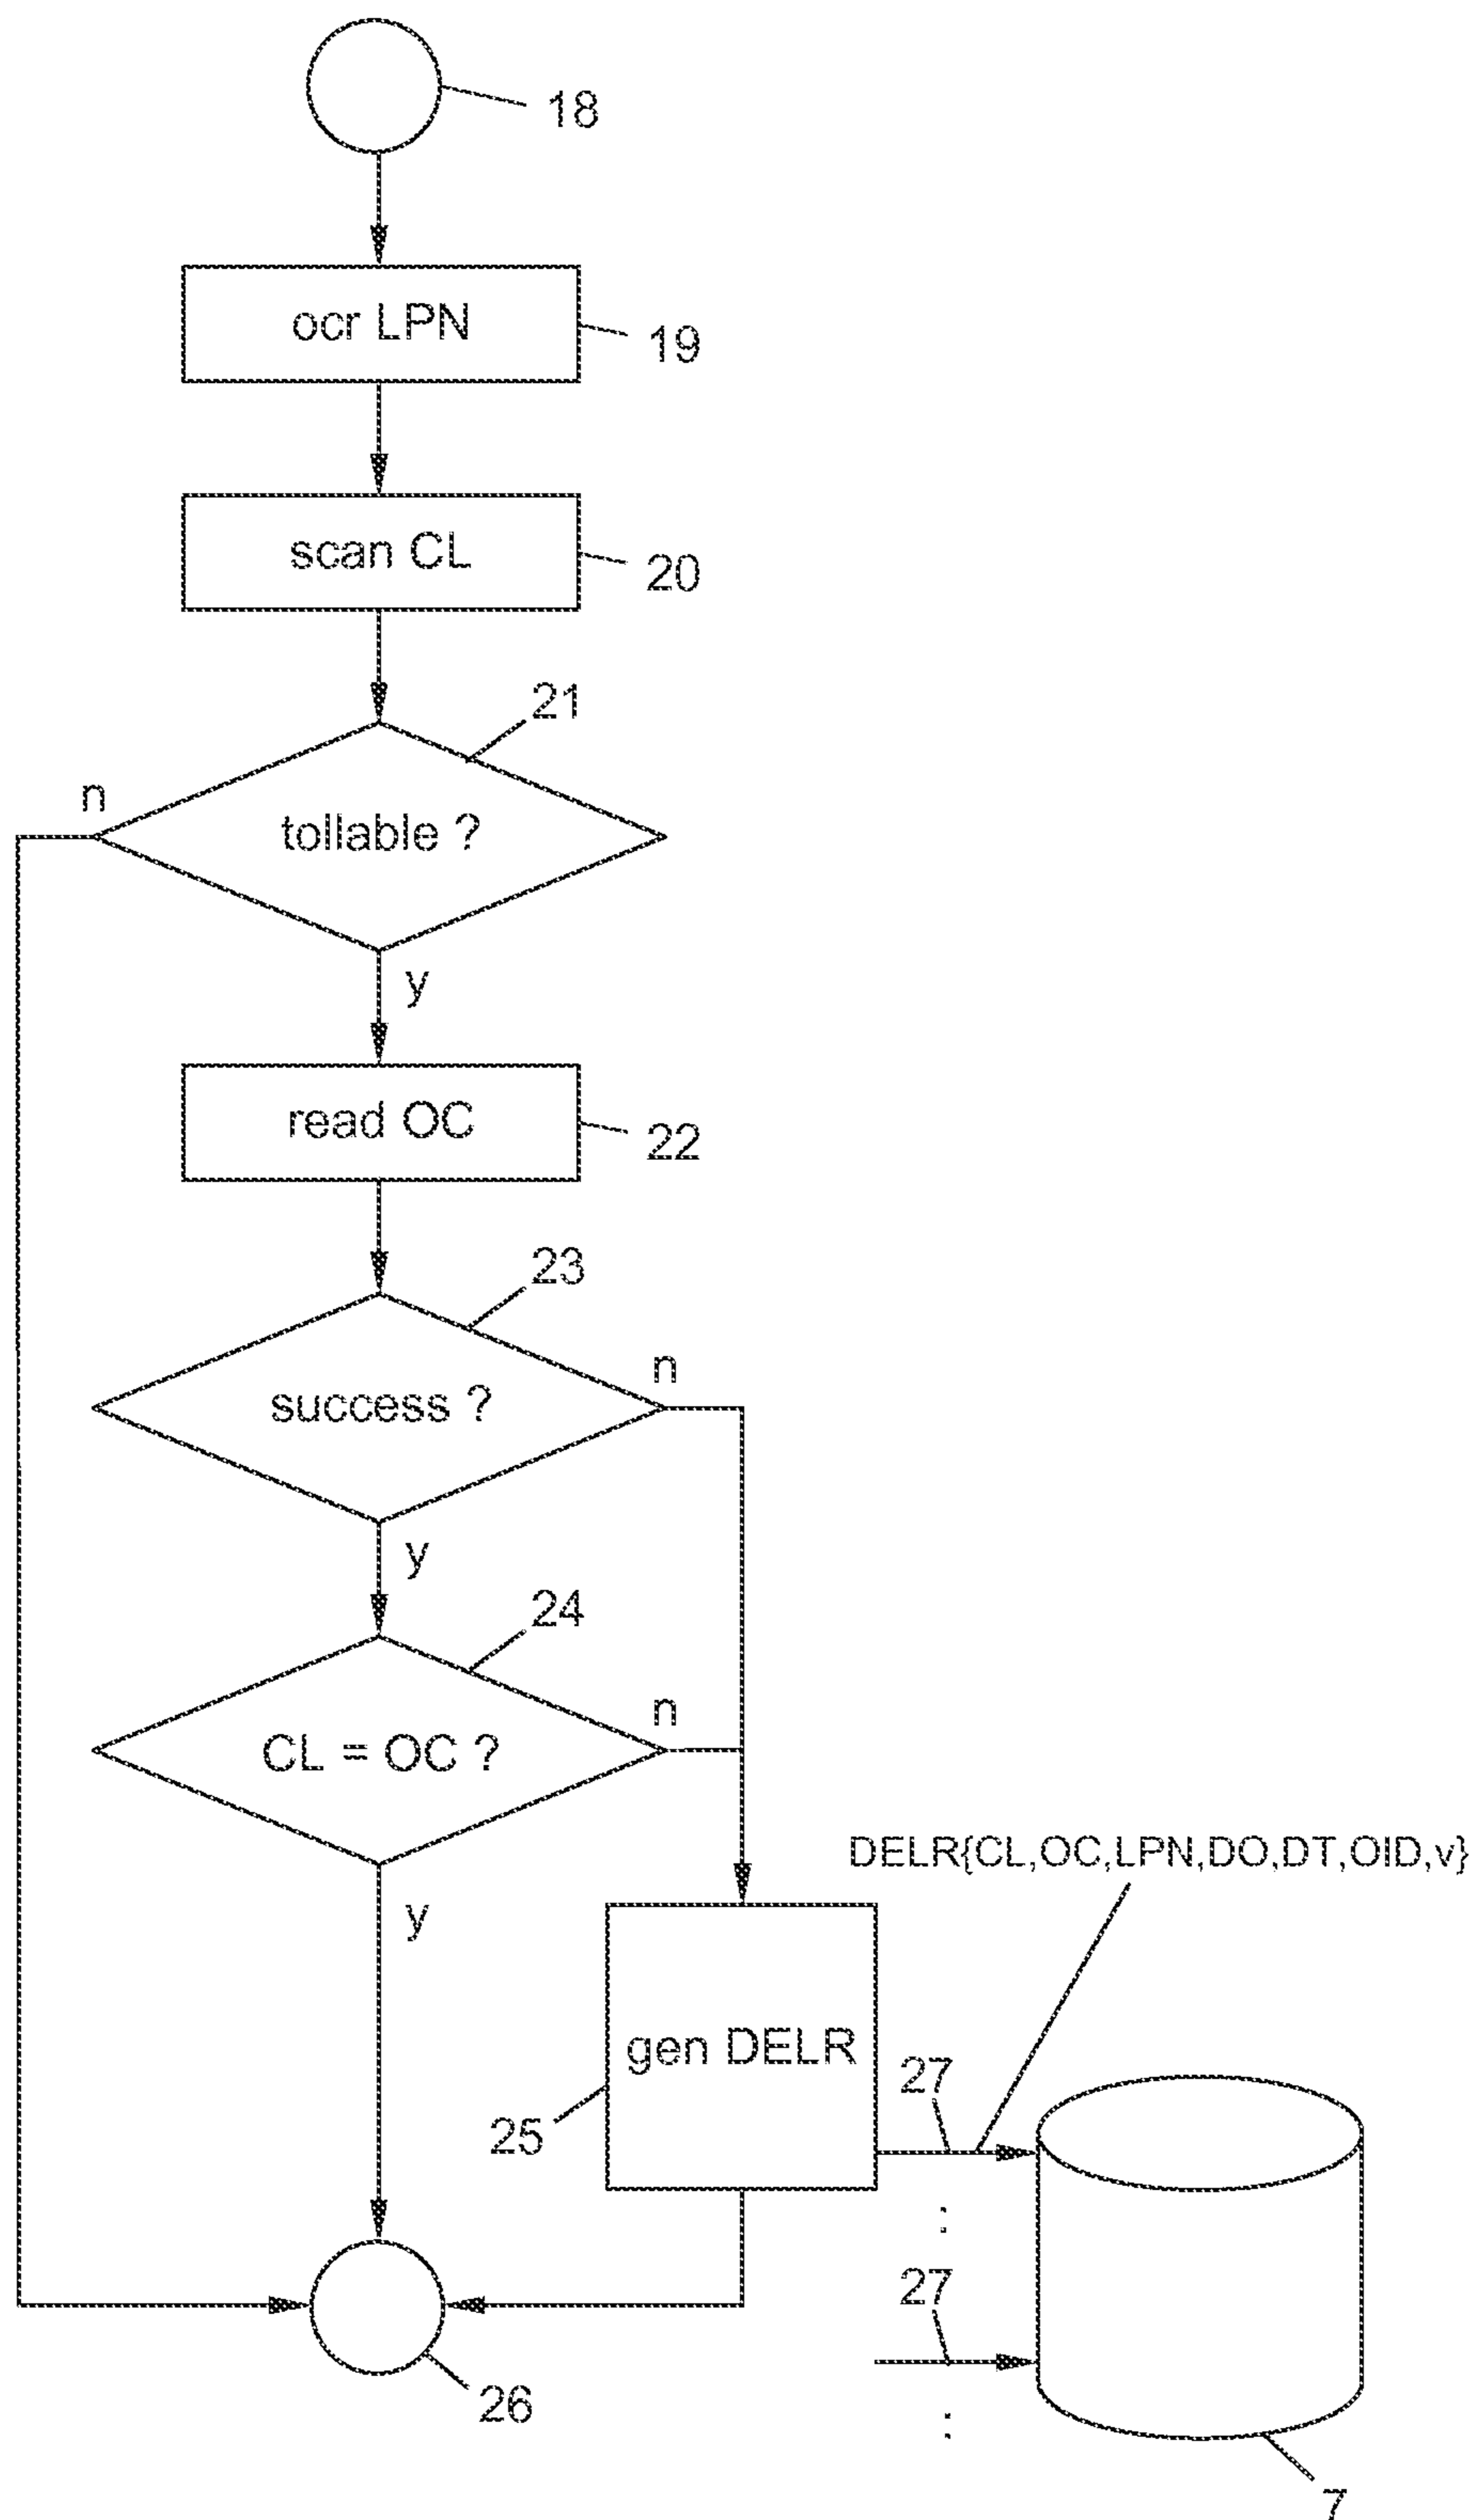 18
ocr LPN
19
scan CL
20
21
n
tollable ?
y
read OC
22
23
n
success ?
y
24
n
CL = OC ?
DELR{CL,OC,LPN,DO,DT,OID,v}
y
gen DELR
27
25
:
27
26
:
7